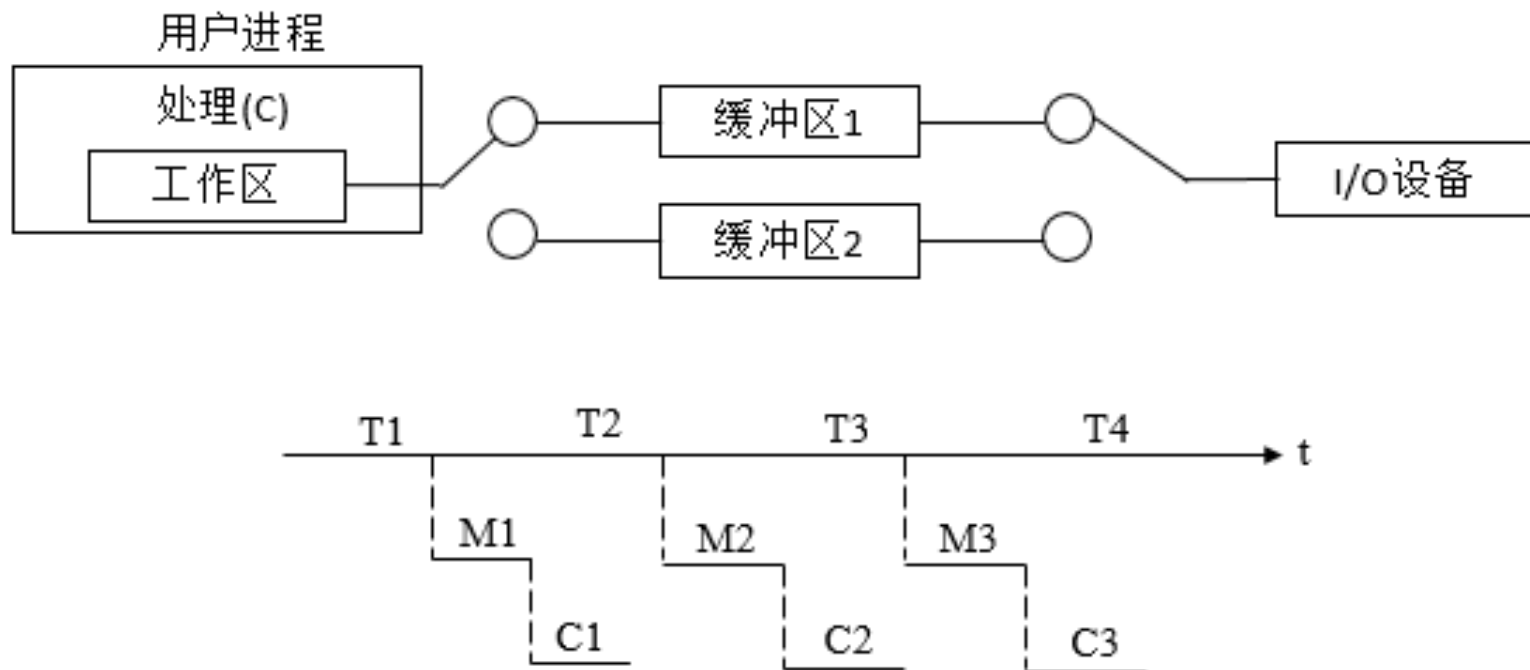 用户进程
处理(C)
工作区
缓冲区1
缓冲区2
I/O设备
T1 T2 T3 T4 t
M1 M2 M3
C1 C2 C3